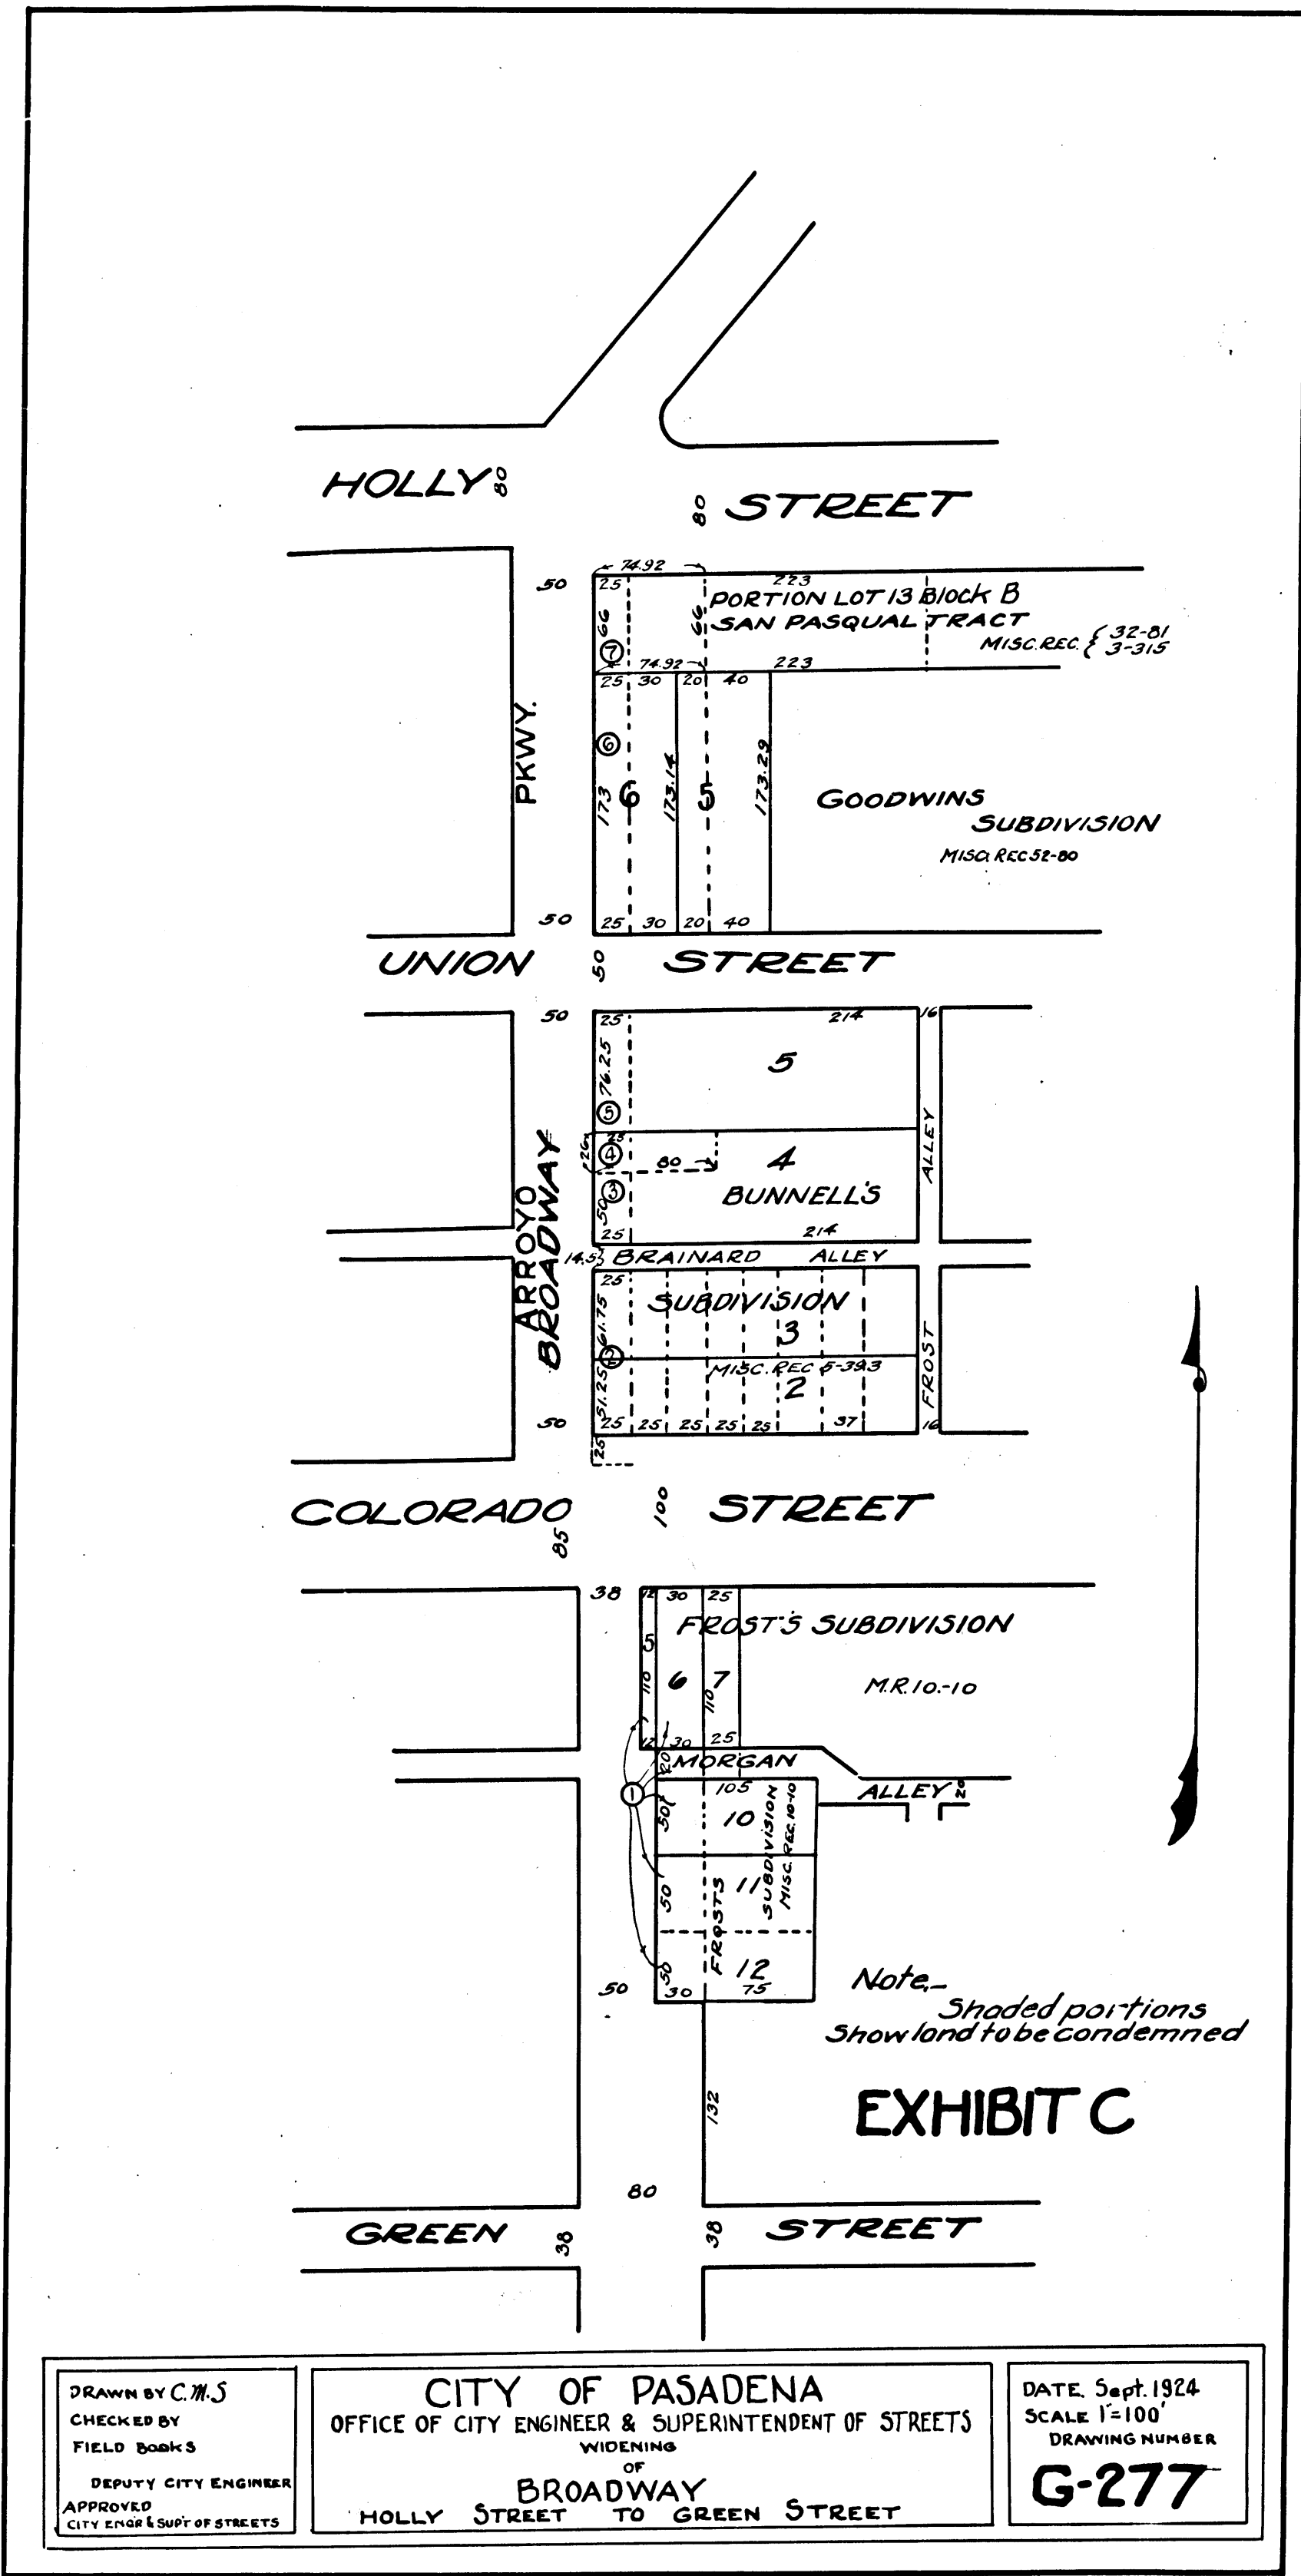 HOLLY 80
80 STREET
74.92
50 25 223
PORTION LOT 13 Block B
66 66 SAN PASQUAL TRACT
MISC. REC. { 32-81
3-315
7
74.92 223
25 30 20 40
PKWY.
6
173 6 173.14 5 173.29
GOODWINS
SUBDIVISION
MISC. REC 52-80
50 25 30 20 40
UNION 50 STREET
50 25 214 16
76.25 5
5
25
26 4 80 4
ALLEY
50 3 BUNNELL'S
25 214
ARROYO
BROADWAY
14.5 BRAINARD ALLEY
25
61.75 SUBDIVISION
3
2 MISC. REC 5-393
51.25 2
FROST
50 25 25 25 25 25 37 16
25
COLORADO 100 STREET
85
38 12 30 25
FROST'S SUBDIVISION
5
110 6 7 110
M.R. 10.-10
12 30 25
20 MORGAN
1 105 ALLEY 20
50 10
SUBDIVISION
MISC. REC. 10-10
50 11
FROSTS
50 12
50 30 75
Note.-
Shaded portions
Show land to be condemned
EXHIBIT C
132
80
GREEN 38 38 STREET
DRAWN BY C.M.S
CHECKED BY
FIELD BOOKS
DEPUTY CITY ENGINEER
APPROVED
CITY ENGR & SUP'T OF STREETS
CITY OF PASADENA
OFFICE OF CITY ENGINEER & SUPERINTENDENT OF STREETS
WIDENING
OF
BROADWAY
HOLLY STREET TO GREEN STREET
DATE. Sept. 1924
SCALE 1"=100'
DRAWING NUMBER
G-277